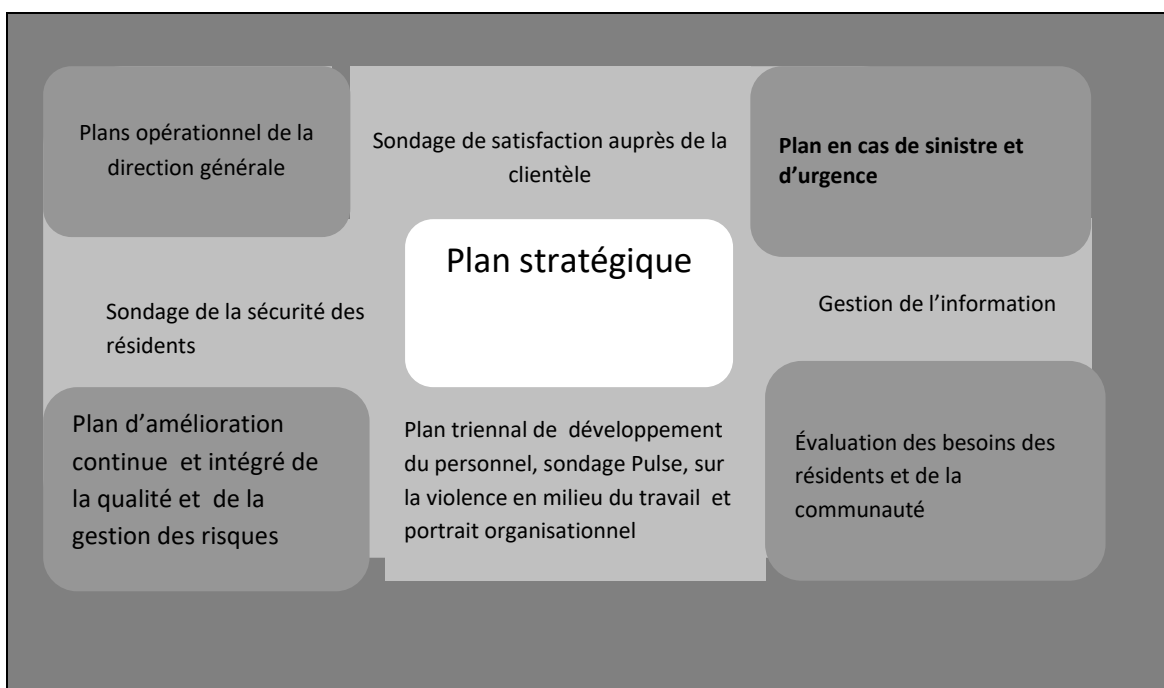 Plans opérationnel de la
direction générale
Sondage de satisfaction auprès de la
clientèle
Plan en cas de sinistre et
d’urgence
Plan stratégique
Sondage de la sécurité des
résidents
Gestion de l’information
Plan d’amélioration
continue et intégré de
la qualité et de la
gestion des risques
Plan triennal de développement
du personnel, sondage Pulse, sur
la violence en milieu du travail et
portrait organisationnel
Évaluation des besoins des
résidents et de la
communauté